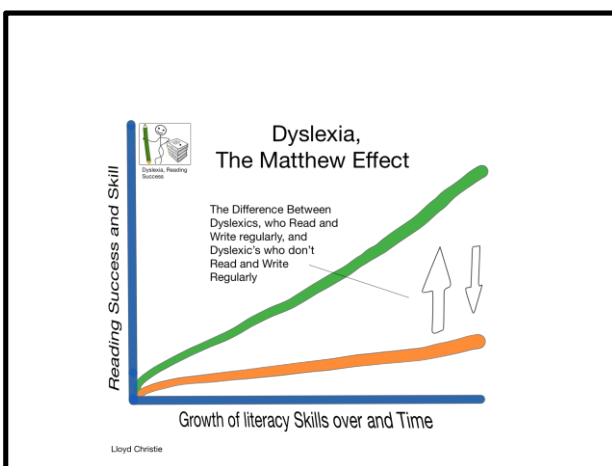 Dyslexia,
The Matthew Effect
Dyslexia, Reading
Success
Reading Success and Skill
The Difference Between
Dyslexics, who Read and
Write regularly, and
Dyslexic's who don't
Read and Write
Regularly
Growth of literacy Skills over and Time
Lloyd Christie